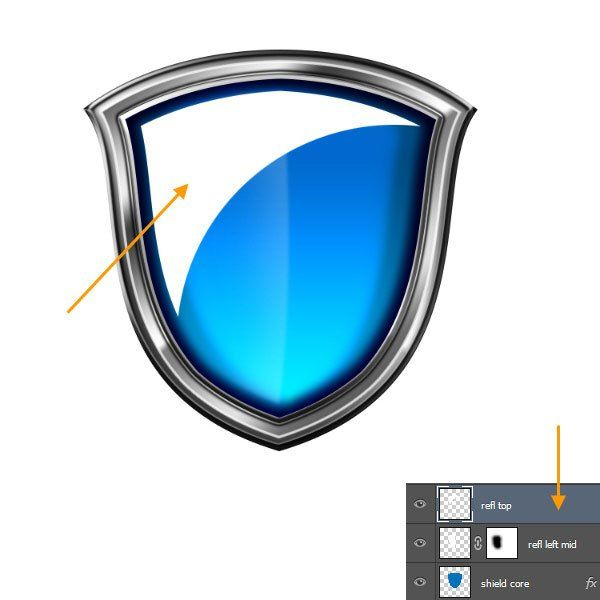 refl top
refl left mid
shield core
fx